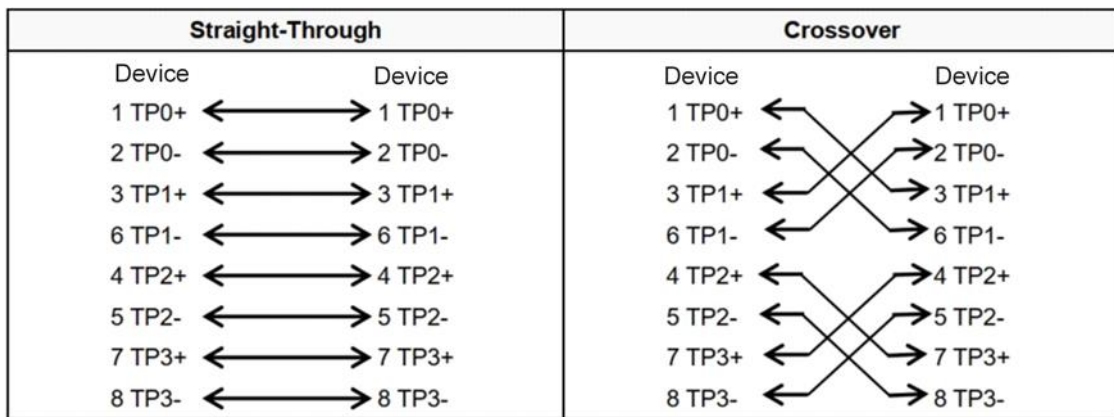 Straight-Through Crossover
Device Device Device Device
1 TP0+ 1 TP0+ 1 TP0+ 1 TP0+
2 TP0- 2 TP0- 2 TP0- 2 TP0-
3 TP1+ 3 TP1+ 3 TP1+ 3 TP1+
6 TP1- 6 TP1- 6 TP1- 6 TP1-
4 TP2+ 4 TP2+ 4 TP2+ 4 TP2+
5 TP2- 5 TP2- 5 TP2- 5 TP2-
7 TP3+ 7 TP3+ 7 TP3+ 7 TP3+
8 TP3- 8 TP3- 8 TP3- 8 TP3-